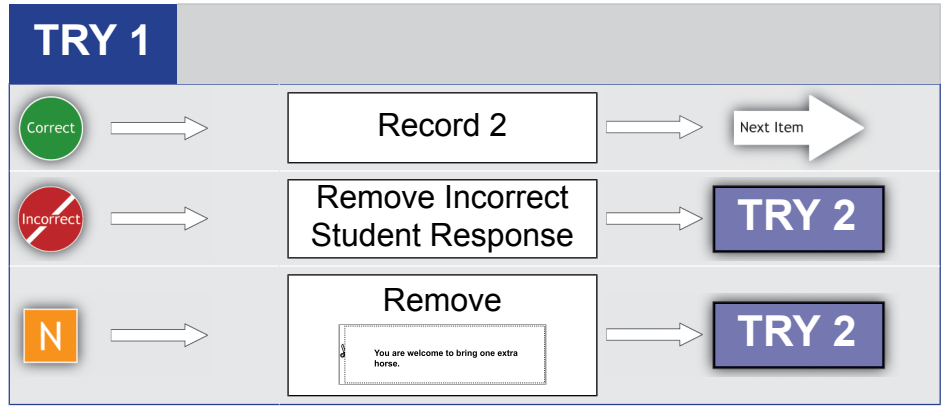 TRY 1
Correct
Record 2
Next Item
Incorrect
Remove Incorrect
Student Response
TRY 2
N
Remove
You are welcome to bring one extra
horse.
TRY 2